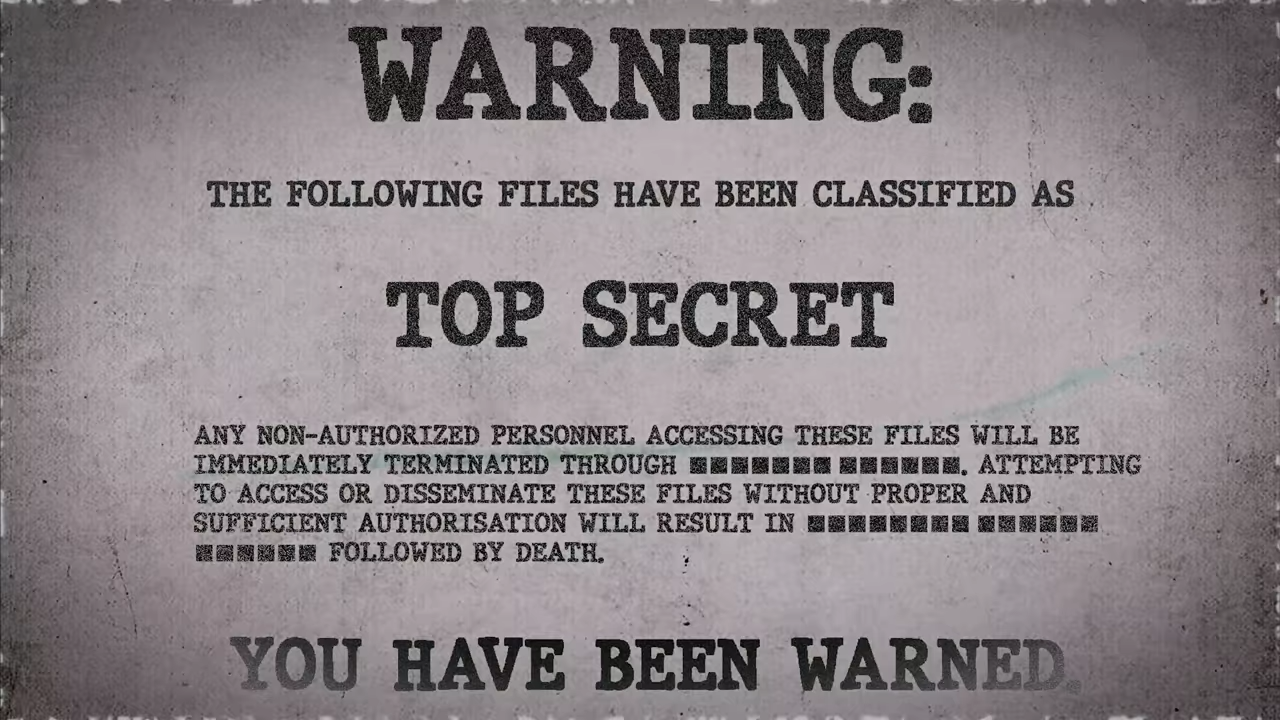 WARNING:
THE FOLLOWING FILES HAVE BEEN CLASSIFIED AS
TOP SECRET
ANY NON-AUTHORIZED PERSONNEL ACCESSING THESE FILES WILL BE
IMMEDIATELY TERMINATED THROUGH ■■■■■■■ ■■■■■■. ATTEMPTING
TO ACCESS OR DISSEMINATE THESE FILES WITHOUT PROPER AND
SUFFICIENT AUTHORISATION WILL RESULT IN ■■■■■■■■ ■■■■■■
■■■■■■ FOLLOWED BY DEATH.
YOU HAVE BEEN WARNED.